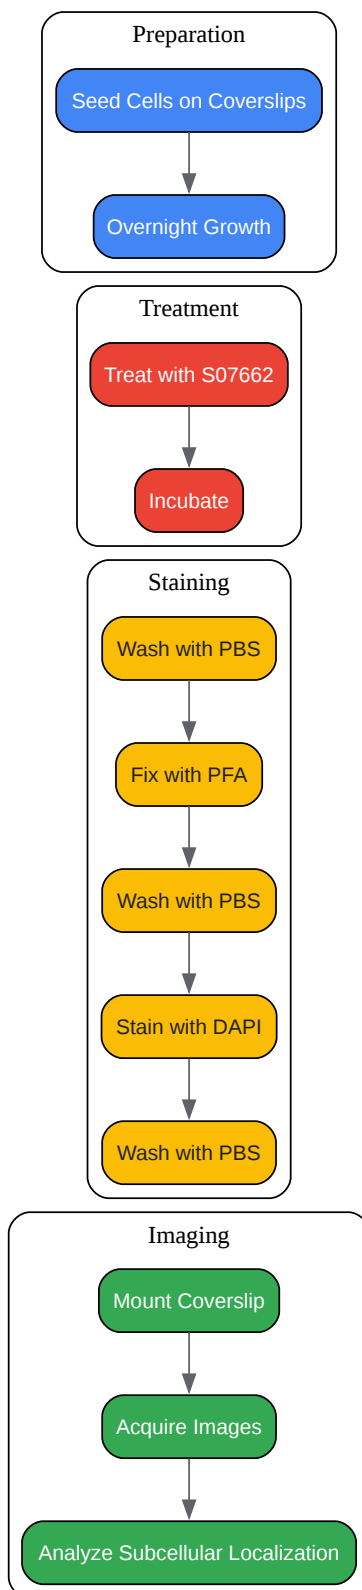 Preparation
Seed Cells on Coverslips
Overnight Growth
Treatment
Treat with S07662
Incubate
Staining
Wash with PBS
Fix with PFA
Wash with PBS
Stain with DAPI
Wash with PBS
Imaging
Mount Coverslip
Acquire Images
Analyze Subcellular Localization